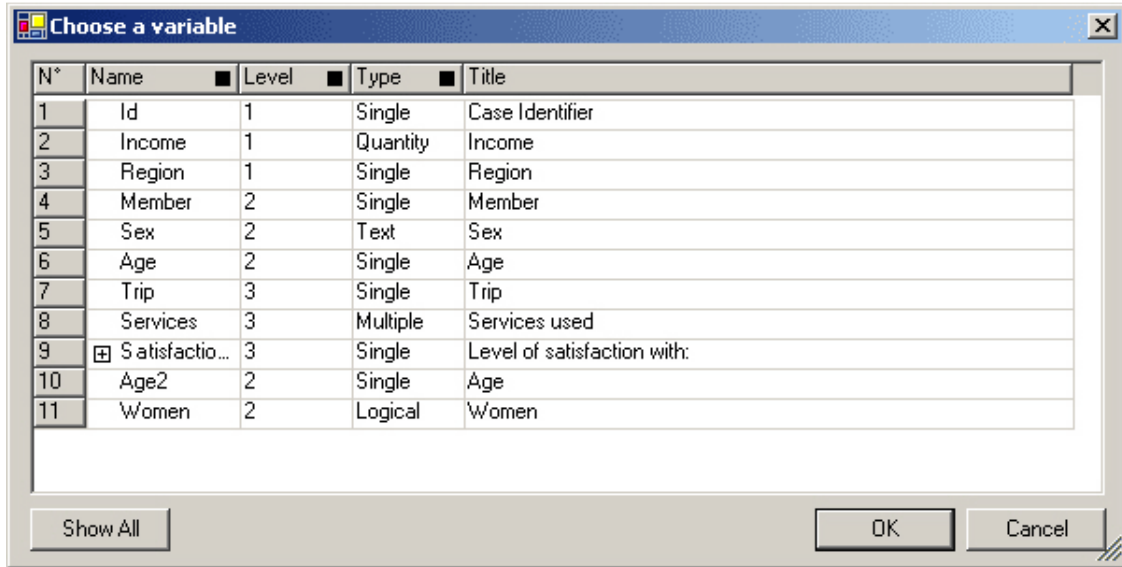 Choose a variable
N° Name Level Type Title
1 Id 1 Single Case Identifier
2 Income 1 Quantity Income
3 Region 1 Single Region
4 Member 2 Single Member
5 Sex 2 Text Sex
6 Age 2 Single Age
7 Trip 3 Single Trip
8 Services 3 Multiple Services used
9 Satisfactio... 3 Single Level of satisfaction with:
10 Age2 2 Single Age
11 Women 2 Logical Women
Show All OK Cancel